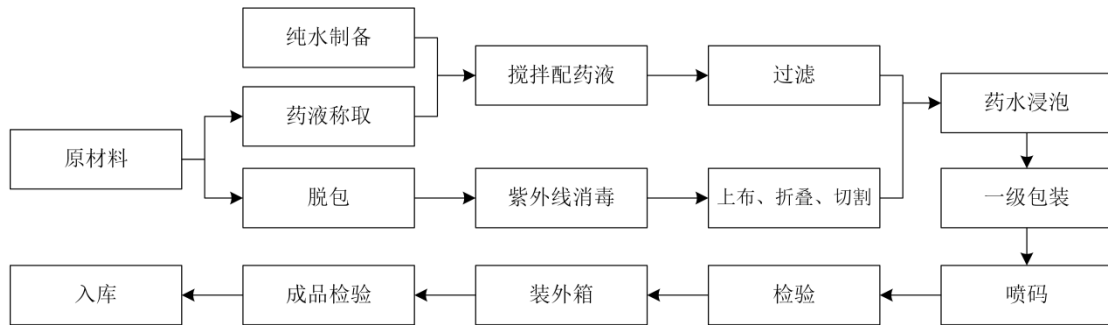 纯水制备
搅拌配药液
过滤
药液称取
药水浸泡
原材料
脱包
紫外线消毒
上布、折叠、切割
一级包装
入库
成品检验
装外箱
检验
喷码